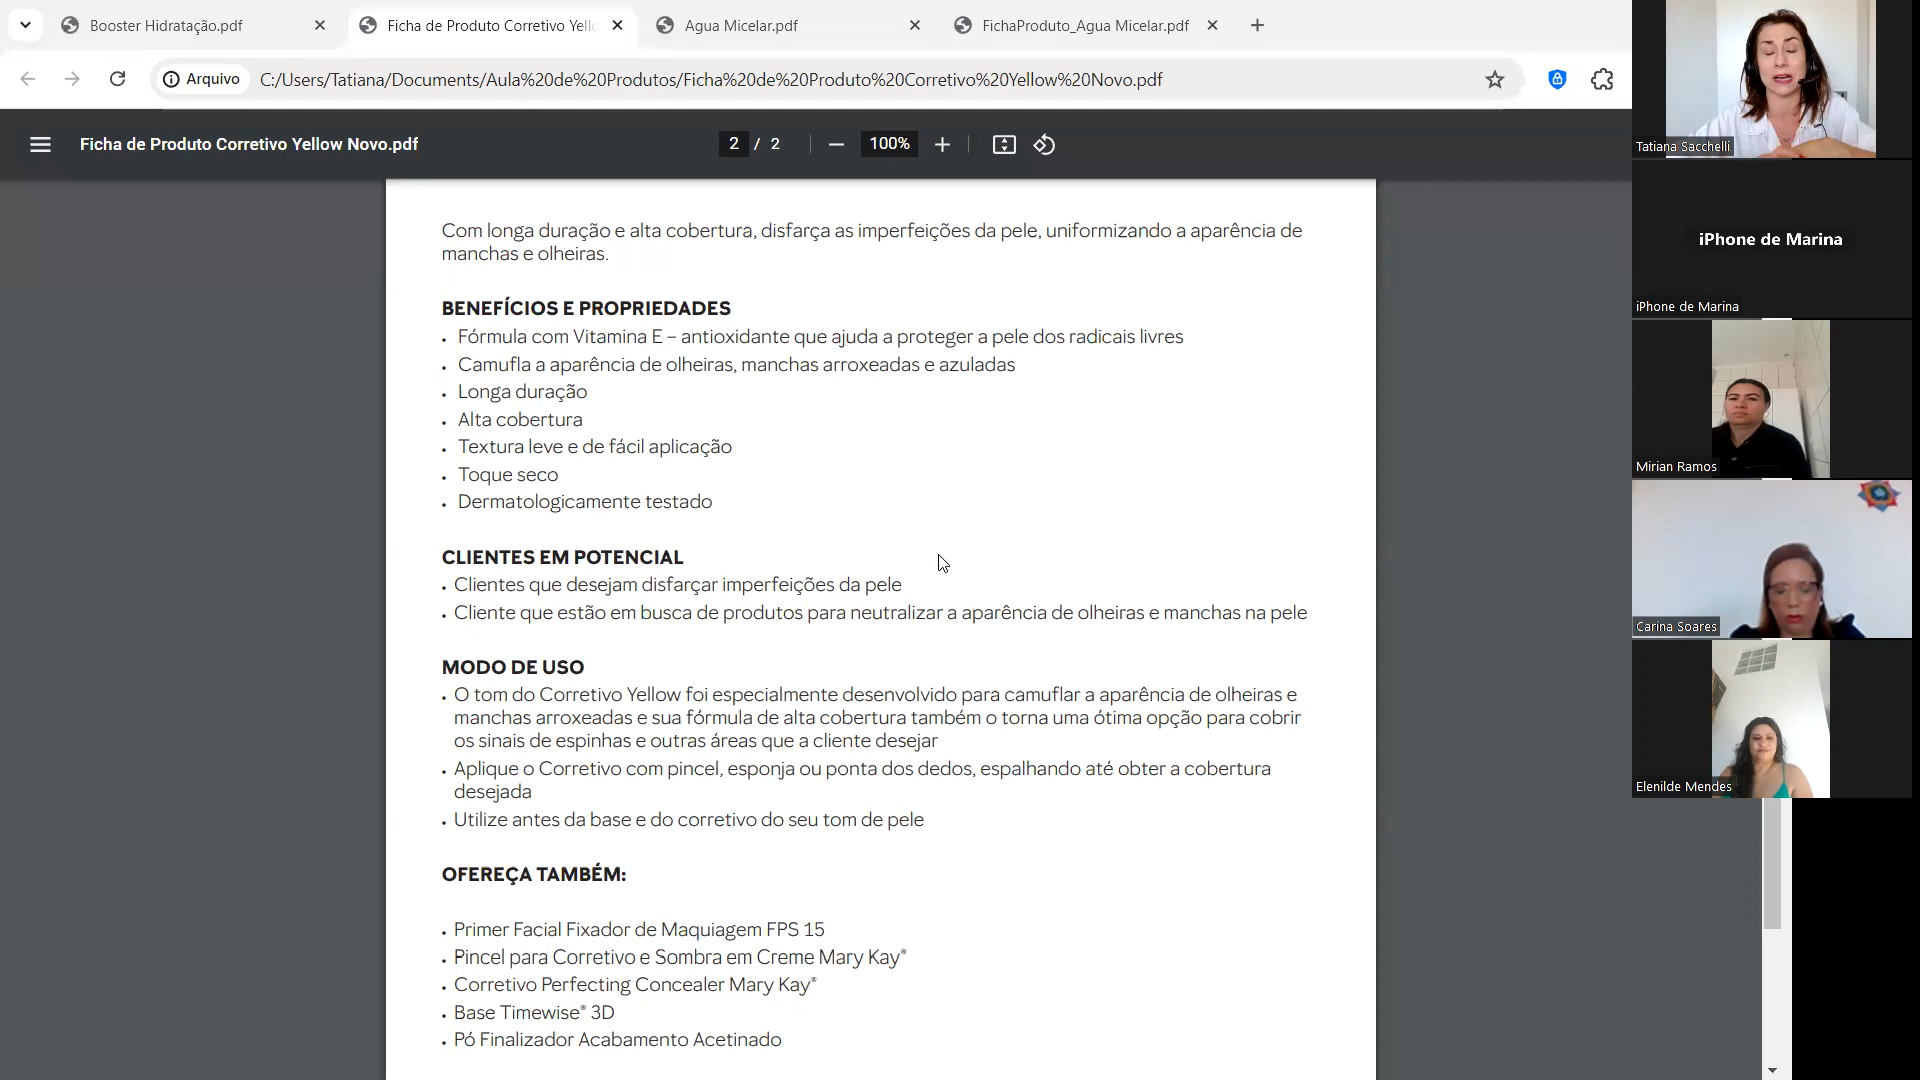 Booster Hidratação.pdf
Ficha de Produto Corretivo Yell
Agua Micelar.pdf
FichaProduto_Agua Micelar.pdf
Arquivo
C:/Users/Tatiana/Documents/Aula%20de%20Produtos/Ficha%20de%20Produto%20Corretivo%20Yellow%20Novo.pdf
Ficha de Produto Corretivo Yellow Novo.pdf
2 / 2
100%
Com longa duração e alta cobertura, disfarça as imperfeições da pele, uniformizando a aparência de
manchas e olheiras.
BENEFÍCIOS E PROPRIEDADES
• Fórmula com Vitamina E – antioxidante que ajuda a proteger a pele dos radicais livres
• Camufla a aparência de olheiras, manchas arroxeadas e azuladas
• Longa duração
• Alta cobertura
• Textura leve e de fácil aplicação
• Toque seco
• Dermatologicamente testado
CLIENTES EM POTENCIAL
• Clientes que desejam disfarçar imperfeições da pele
• Cliente que estão em busca de produtos para neutralizar a aparência de olheiras e manchas na pele
MODO DE USO
• O tom do Corretivo Yellow foi especialmente desenvolvido para camuflar a aparência de olheiras e
manchas arroxeadas e sua fórmula de alta cobertura também o torna uma ótima opção para cobrir
os sinais de espinhas e outras áreas que a cliente desejar
• Aplique o Corretivo com pincel, esponja ou ponta dos dedos, espalhando até obter a cobertura
desejada
• Utilize antes da base e do corretivo do seu tom de pele
OFEREÇA TAMBÉM:
• Primer Facial Fixador de Maquiagem FPS 15
• Pincel para Corretivo e Sombra em Creme Mary Kay®
• Corretivo Perfecting Concealer Mary Kay®
• Base Timewise® 3D
• Pó Finalizador Acabamento Acetinado
Tatiana Sacchelli
iPhone de Marina
iPhone de Marina
Mirian Ramos
Carina Soares
Elenilde Mendes